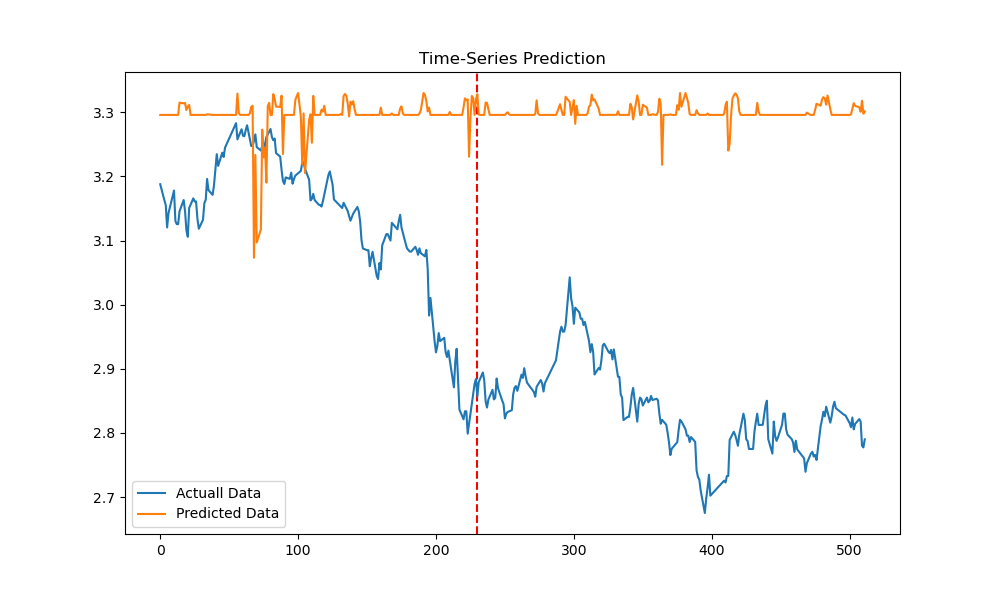 Time-Series Prediction
3.3
3.2
3.1
3.0
2.9
2.8
2.7
Actuall Data
Predicted Data
0 100 200 300 400 500